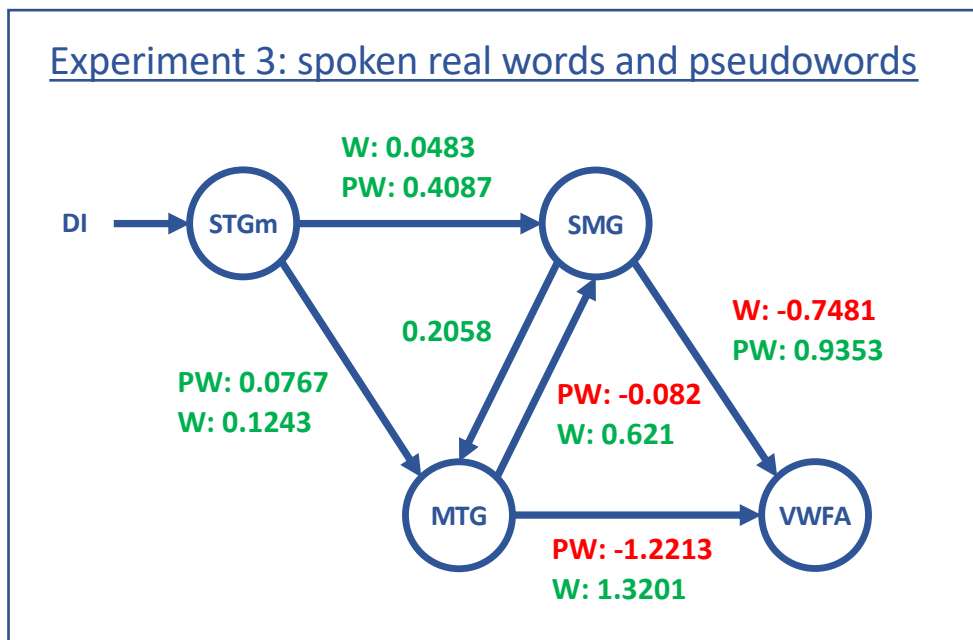 Experiment 3: spoken real words and pseudowords
W: 0.0483
PW: 0.4087
DI
STGm
SMG
0.2058
W: -0.7481
PW: 0.9353
PW: 0.0767
W: 0.1243
PW: -0.082
W: 0.621
MTG
VWFA
PW: -1.2213
W: 1.3201